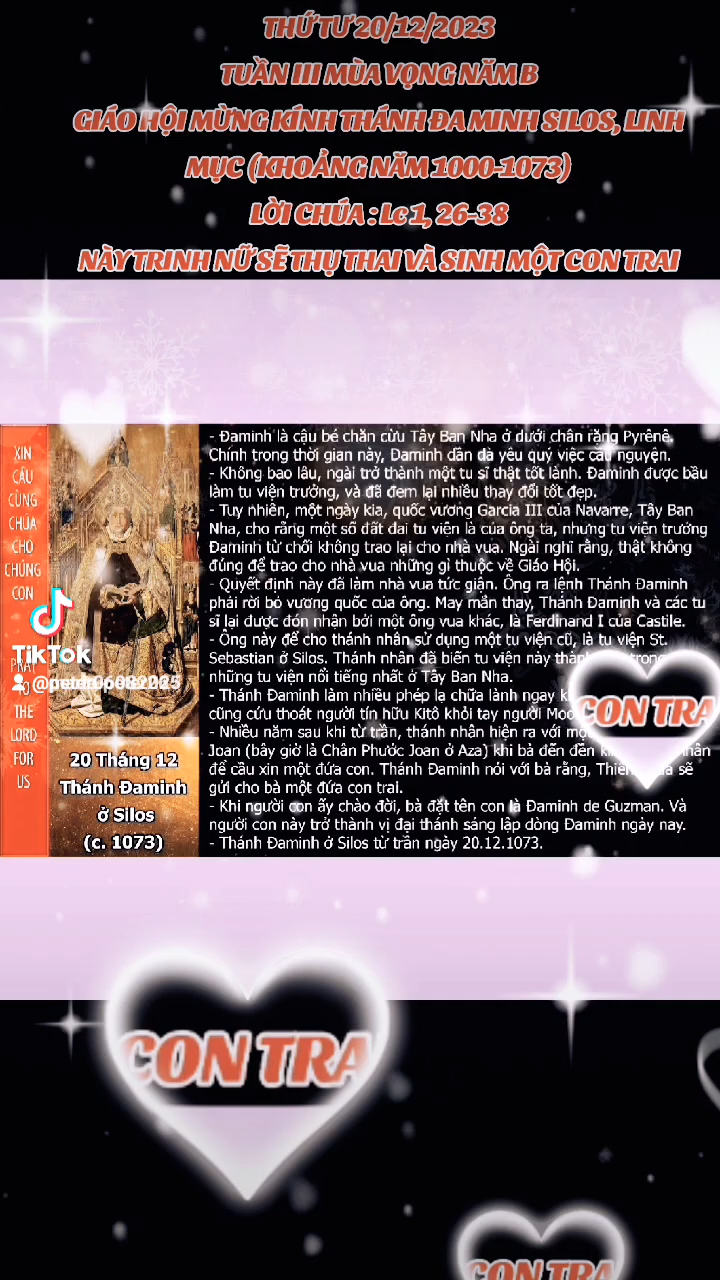 THỨ TƯ 20/12/2023
TUẦN III MÙA VỌNG NĂM B
GIÁO HỘI MỪNG KÍNH THÁNH ĐA MINH SILOS, LINH
MỤC (KHOẢNG NĂM 1000-1073)
LỜI CHÚA : Lc 1, 26-38
NÀY TRINH NỮ SẼ THỤ THAI VÀ SINH MỘT CON TRAI
XIN
CẦU
CÙNG
CHÚA
CHO
CHÚNG
CON
TO
THE
LORD
FOR
US
TikTok
20 Tháng 12
Thánh Đaminh
ở Silos
(c. 1073)
- Đaminh là cậu bé chăn cừu Tây Ban Nha ở dưới chân rặng Pyrênê.
Chính trong thời gian này, Đaminh dần dà yêu quý việc cầu nguyện.
- Không bao lâu, ngài trở thành một tu sĩ thật tốt lành. Đaminh được bầu
làm tu viện trưởng, và đã đem lại nhiều thay đổi tốt đẹp.
- Tuy nhiên, một ngày kia, quốc vương Garcia III của Navarre, Tây Ban
Nha, cho rằng một số đất đai tu viện là của ông ta, nhưng tu viện trưởng
Đaminh từ chối không trao lại cho nhà vua. Ngài nghĩ rằng, thật không
đúng để trao cho nhà vua những gì thuộc về Giáo Hội.
- Quyết định này đã làm nhà vua tức giận. Ông ra lệnh Thánh Đaminh
phải rời bỏ vương quốc của ông. May mắn thay, Thánh Đaminh và các tu
sĩ lại được đón nhận bởi một ông vua khác, là Ferdinand I của Castile.
- Ông này để cho thánh nhân sử dụng một tu viện cũ, là tu viện St.
Sebastian ở Silos. Thánh nhân đã biến tu viện này
những tu viện nổi tiếng nhất ở Tây Ban Nha.
- Thánh Đaminh làm nhiều phép lạ chữa lành ngay
cũng cứu thoát người tín hữu Kitô khỏi tay người
- Nhiều năm sau khi từ trần, thánh nhân hiện ra với
Joan (bây giờ là Chân Phước Joan ở Aza) khi bà đến đền
để cầu xin một đứa con. Thánh Đaminh nói với bà rằng, sẽ
gửi cho bà một đứa con trai.
- Khi người con ấy chào đời, bà đặt tên con là Đaminh de Guzman. Và
người con này trở thành vị đại thánh sáng lập dòng Đaminh ngày nay.
- Thánh Đaminh ở Silos từ trần ngày 20.12.1073.
CON TRA
CON TRA
CON TRA